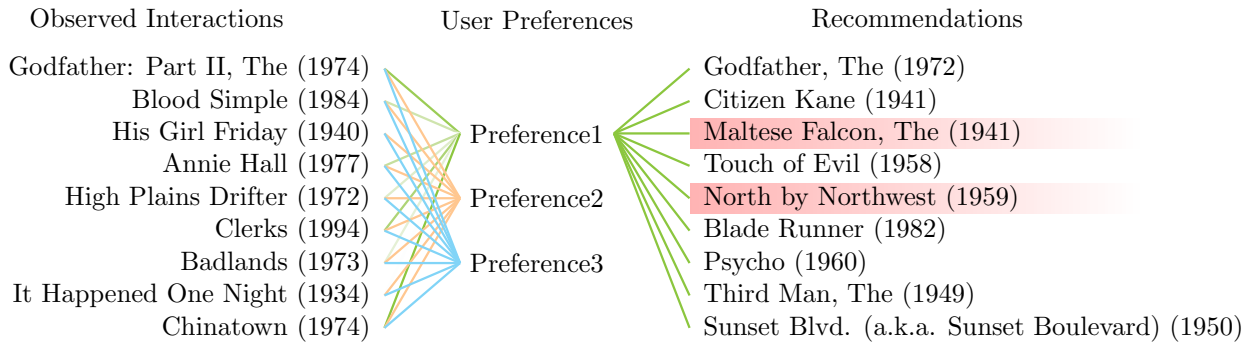 Observed Interactions
User Preferences
Recommendations
Godfather: Part II, The (1974)
Blood Simple (1984)
His Girl Friday (1940)
Annie Hall (1977)
High Plains Drifter (1972)
Clerks (1994)
Badlands (1973)
It Happened One Night (1934)
Chinatown (1974)
Preference1
Preference2
Preference3
Godfather, The (1972)
Citizen Kane (1941)
Maltese Falcon, The (1941)
Touch of Evil (1958)
North by Northwest (1959)
Blade Runner (1982)
Psycho (1960)
Third Man, The (1949)
Sunset Blvd. (a.k.a. Sunset Boulevard) (1950)